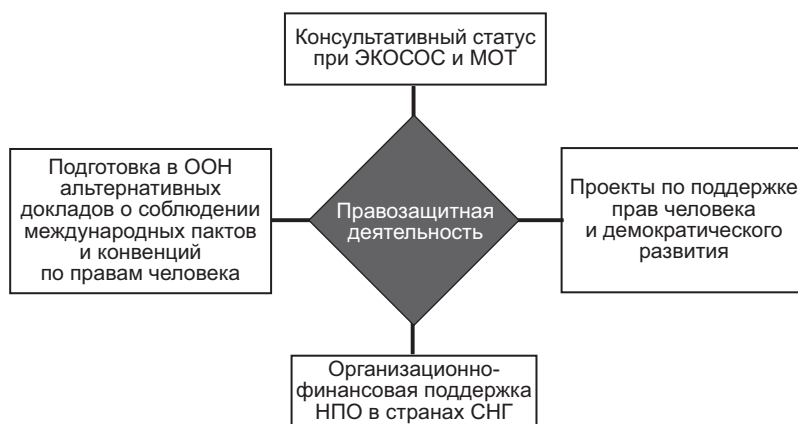 Консультативный статус
при ЭКОСОС и МОТ
Подготовка в ООН
альтернативных
докладов о соблюдении
международных пактов
и конвенций
по правам человека
Правозащитная
деятельность
Проекты по поддержке
прав человека
и демократического
развития
Организационно-
финансовая поддержка
НПО в странах СНГ